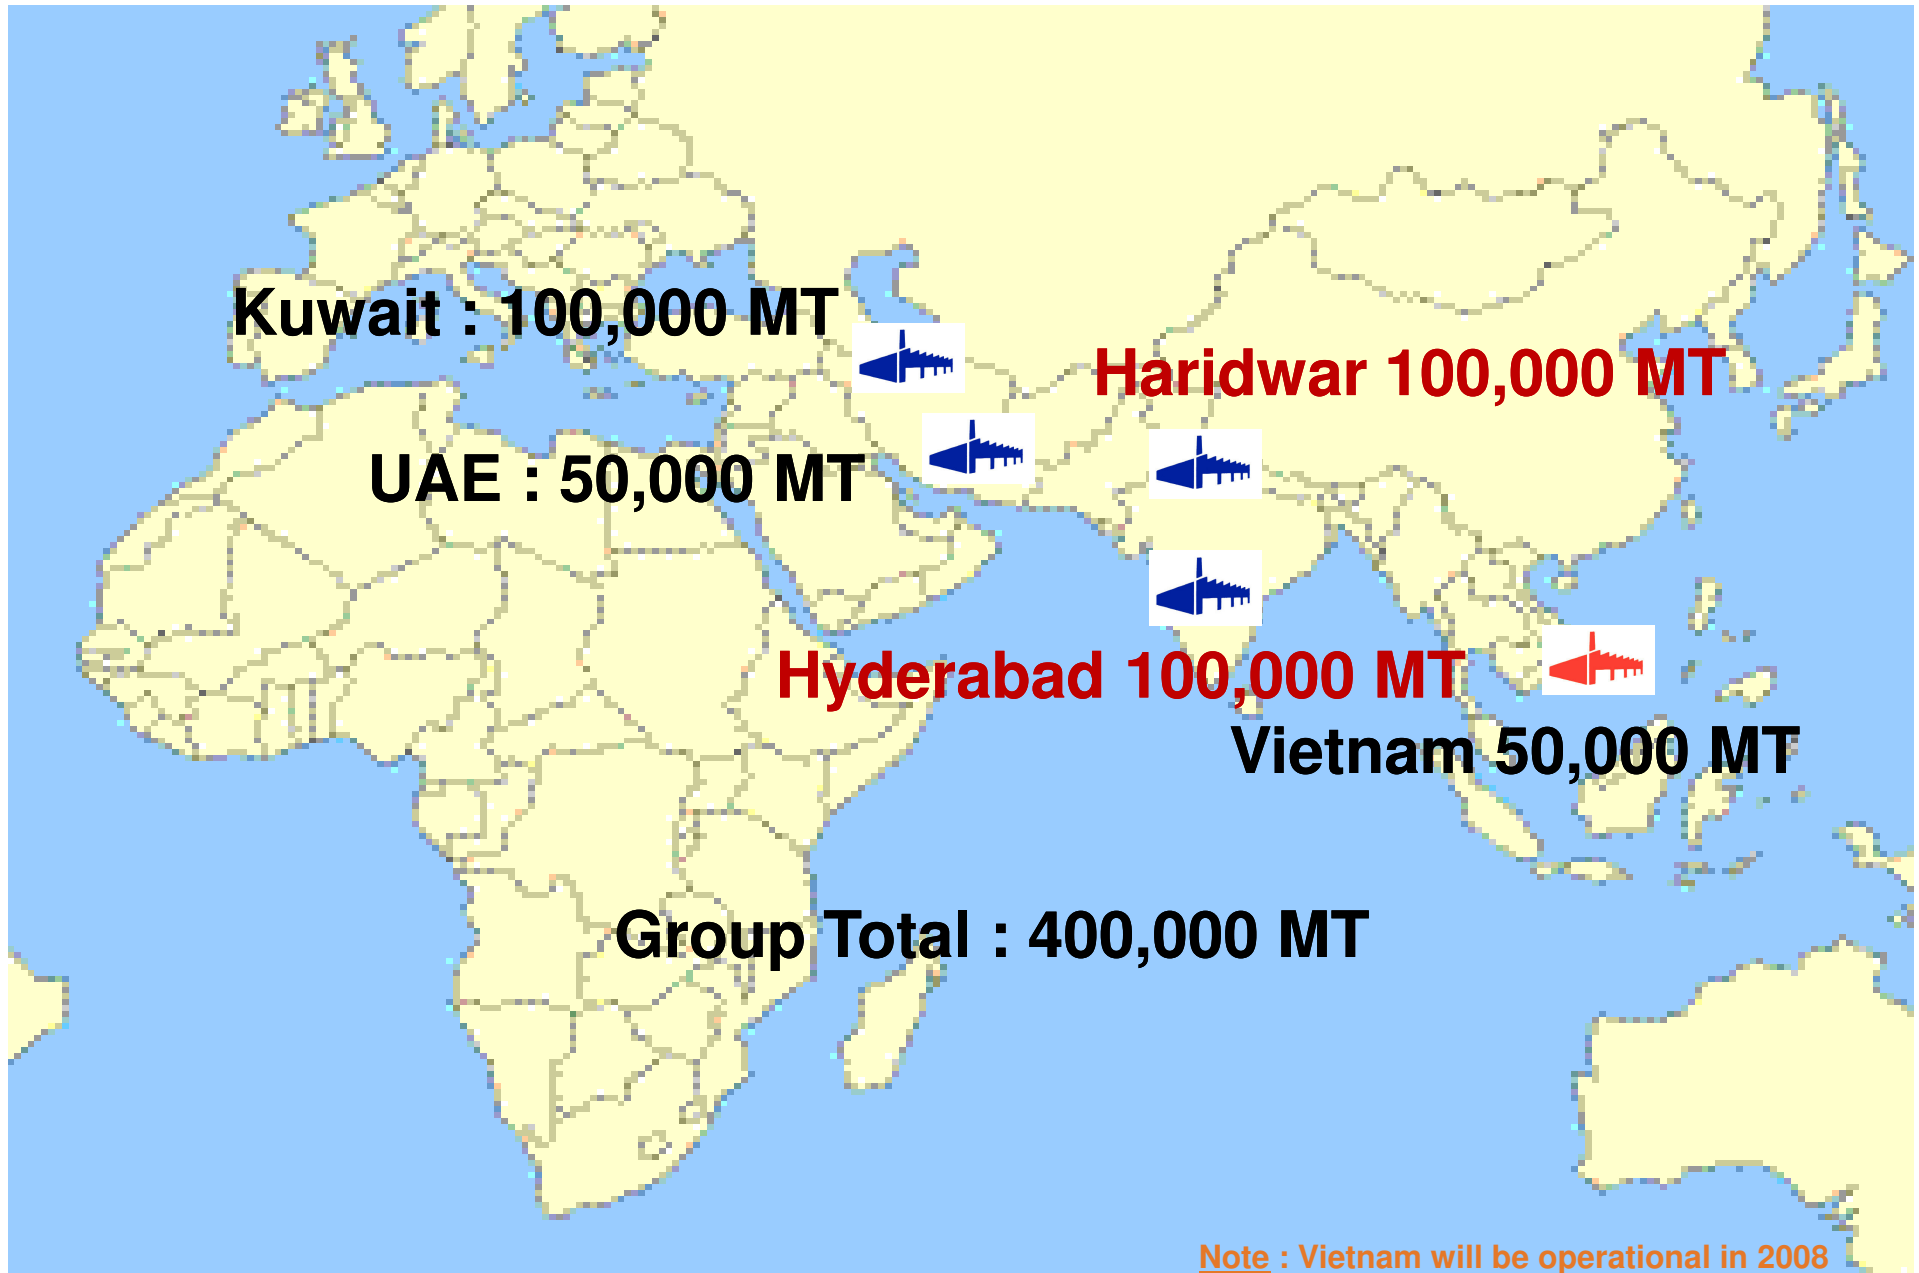 Kuwait : 100,000 MT
Haridwar 100,000 MT
UAE : 50,000 MT
Hyderabad 100,000 MT
Vietnam 50,000 MT
Group Total : 400,000 MT
Note : Vietnam will be operational in 2008